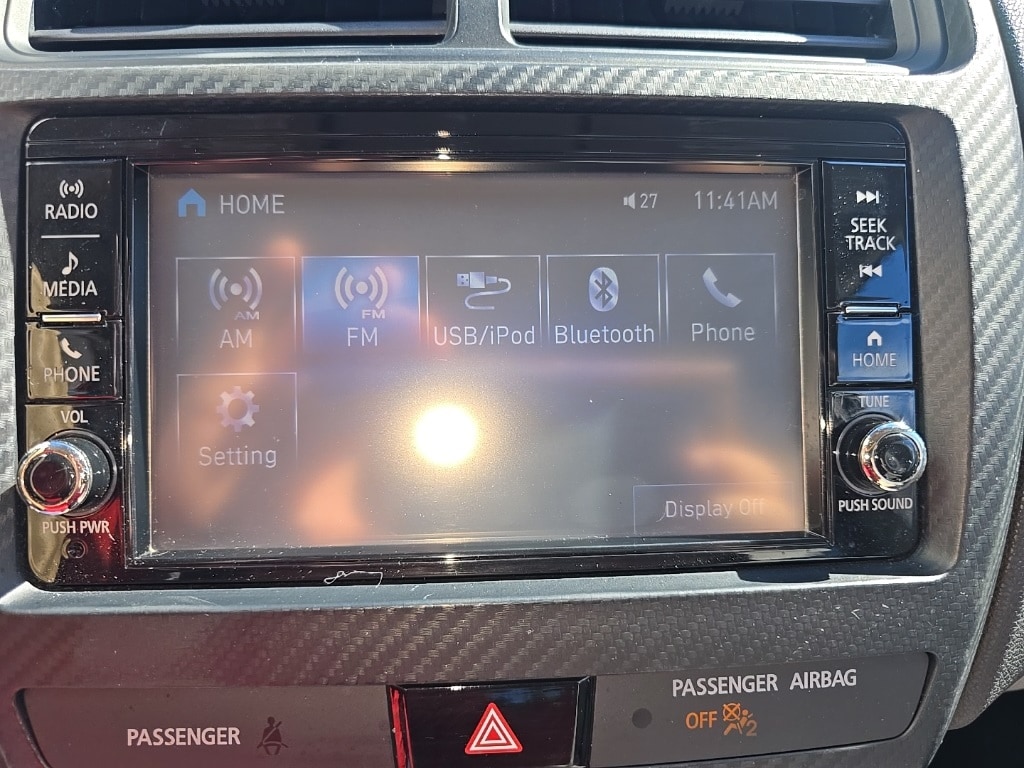 RADIO
MEDIA
PHONE
VOL
PUSH PWR
HOME
27
11:41AM
AM
AM
FM
FM
USB/iPod
Bluetooth
Phone
Setting
Display Off
SEEK
TRACK
HOME
TUNE
PUSH SOUND
PASSENGER
PASSENGER AIRBAG
OFF
2